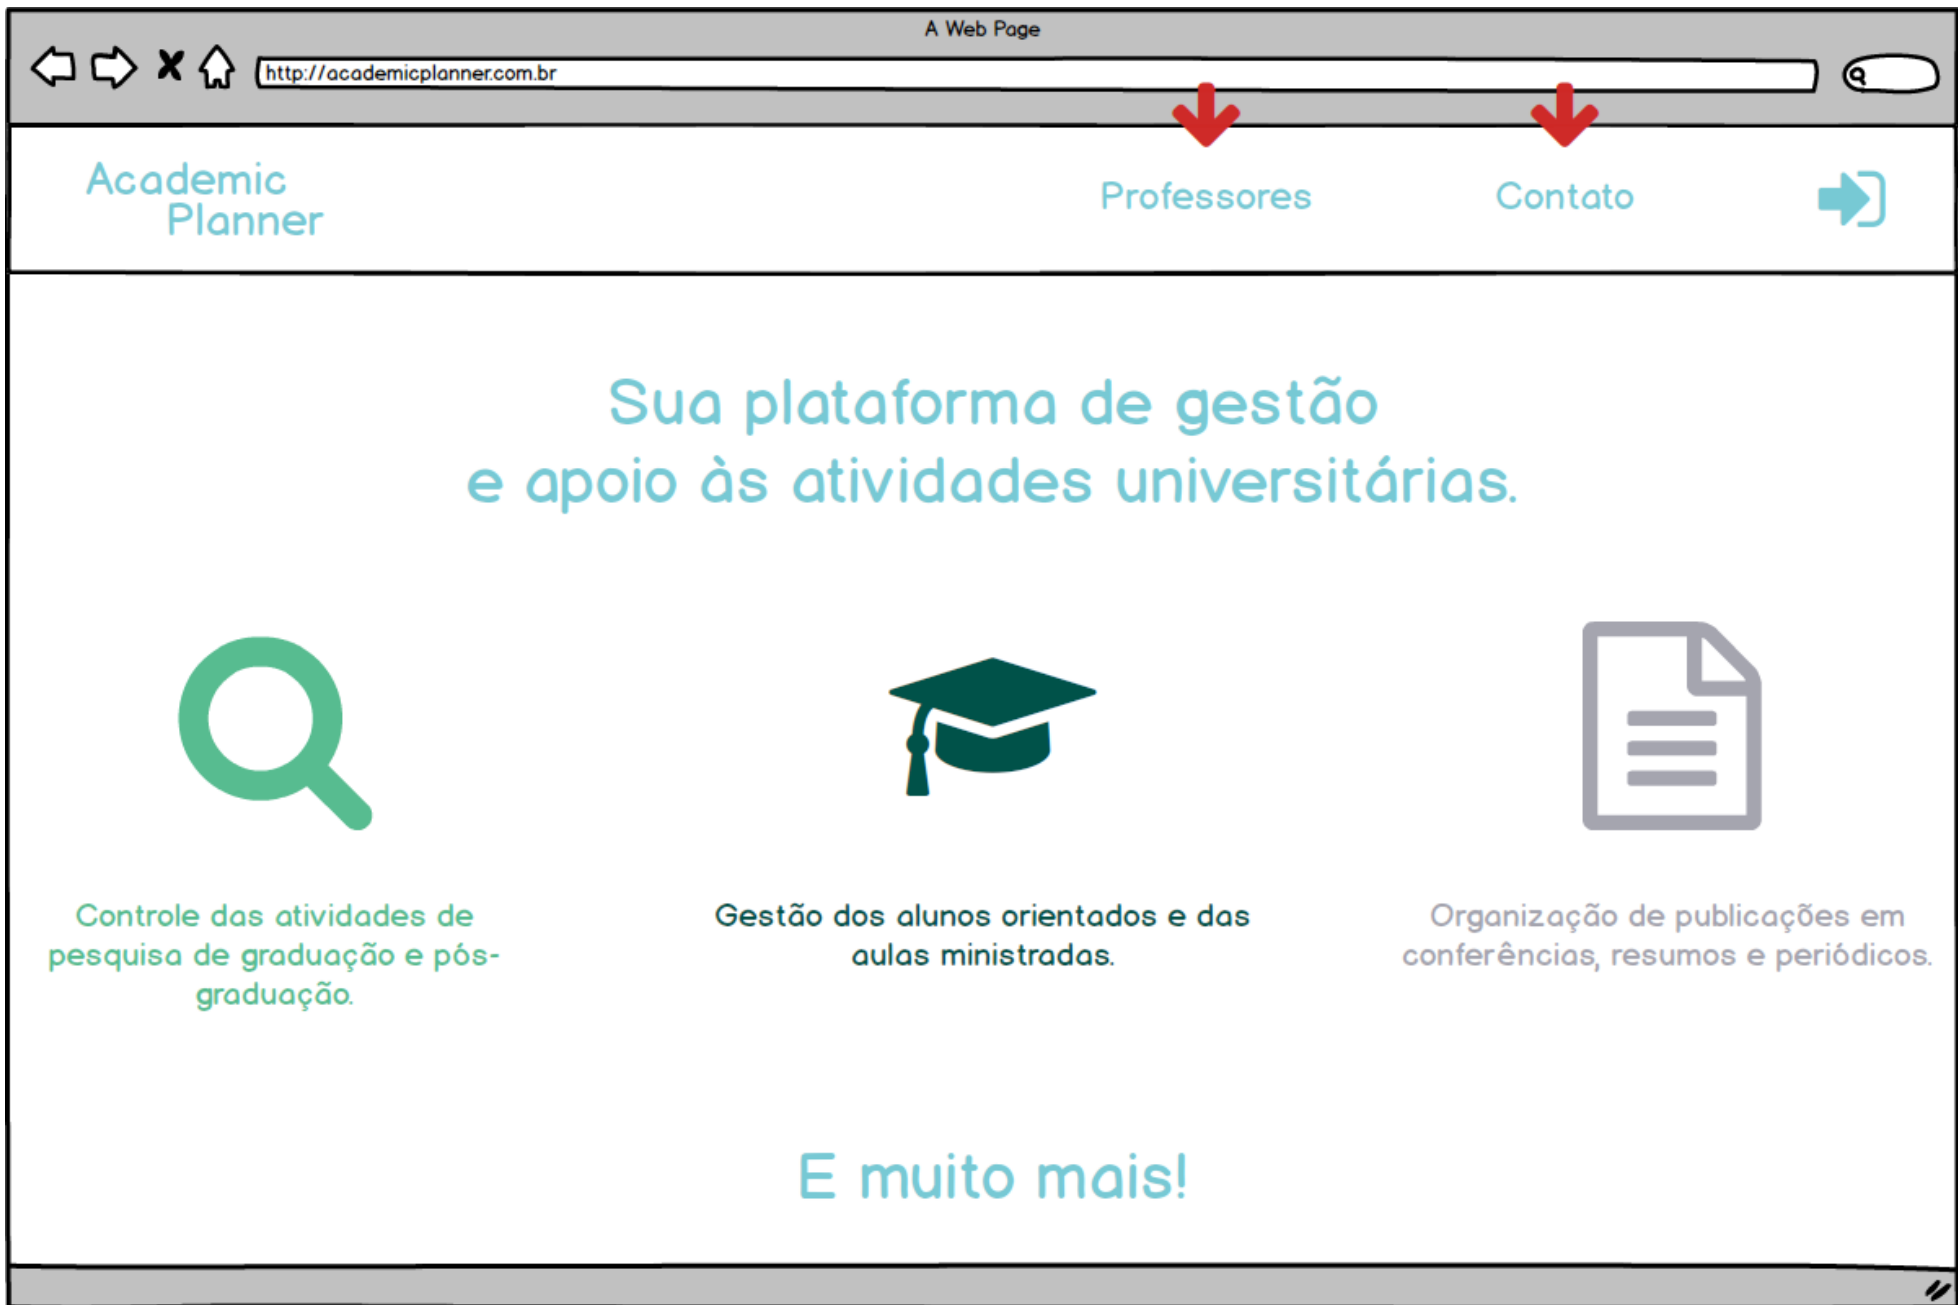 A Web Page
http://academicplanner.com.br
Academic
Planner
Professores
Contato
Sua plataforma de gestão
e apoio às atividades universitárias.
Controle das atividades de
pesquisa de graduação e pós-
graduação.
Gestão dos alunos orientados e das
aulas ministradas.
Organização de publicações em
conferências, resumos e periódicos.
E muito mais!